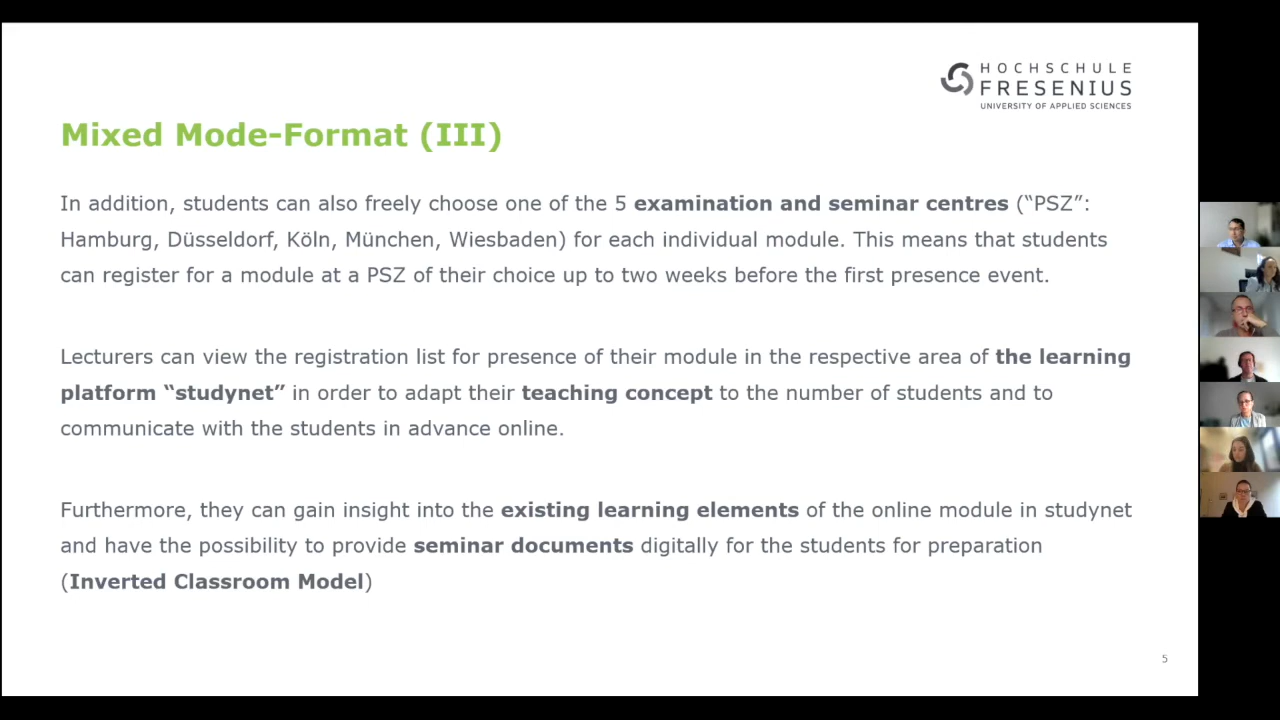 HOCHSCHULE
FRESENIUS
UNIVERSITY OF APPLIED SCIENCES
Mixed Mode-Format (III)
In addition, students can also freely choose one of the 5 examination and seminar centres (“PSZ”:
Hamburg, Düsseldorf, Köln, München, Wiesbaden) for each individual module. This means that students
can register for a module at a PSZ of their choice up to two weeks before the first presence event.
Lecturers can view the registration list for presence of their module in the respective area of the learning
platform “studynet” in order to adapt their teaching concept to the number of students and to
communicate with the students in advance online.
Furthermore, they can gain insight into the existing learning elements of the online module in studynet
and have the possibility to provide seminar documents digitally for the students for preparation
(Inverted Classroom Model)
5